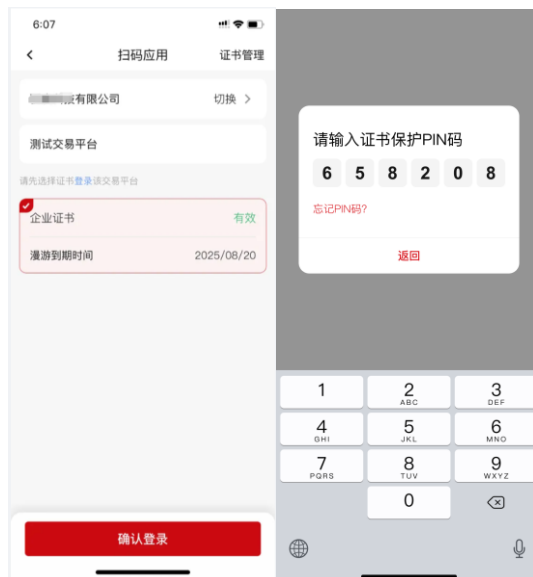 6:07
扫码应用
证书管理
有限公司
切换
测试交易平台
请先选择证书登录该交易平台
企业证书
有效
漫游到期时间
2025/08/20
确认登录
请输入证书保护PIN码
6 5 8 2 0 8
忘记PIN码?
返回
1
2
ABC
3
DEF
4
GHI
5
JKL
6
MNO
7
PQRS
8
TUV
9
WXYZ
0